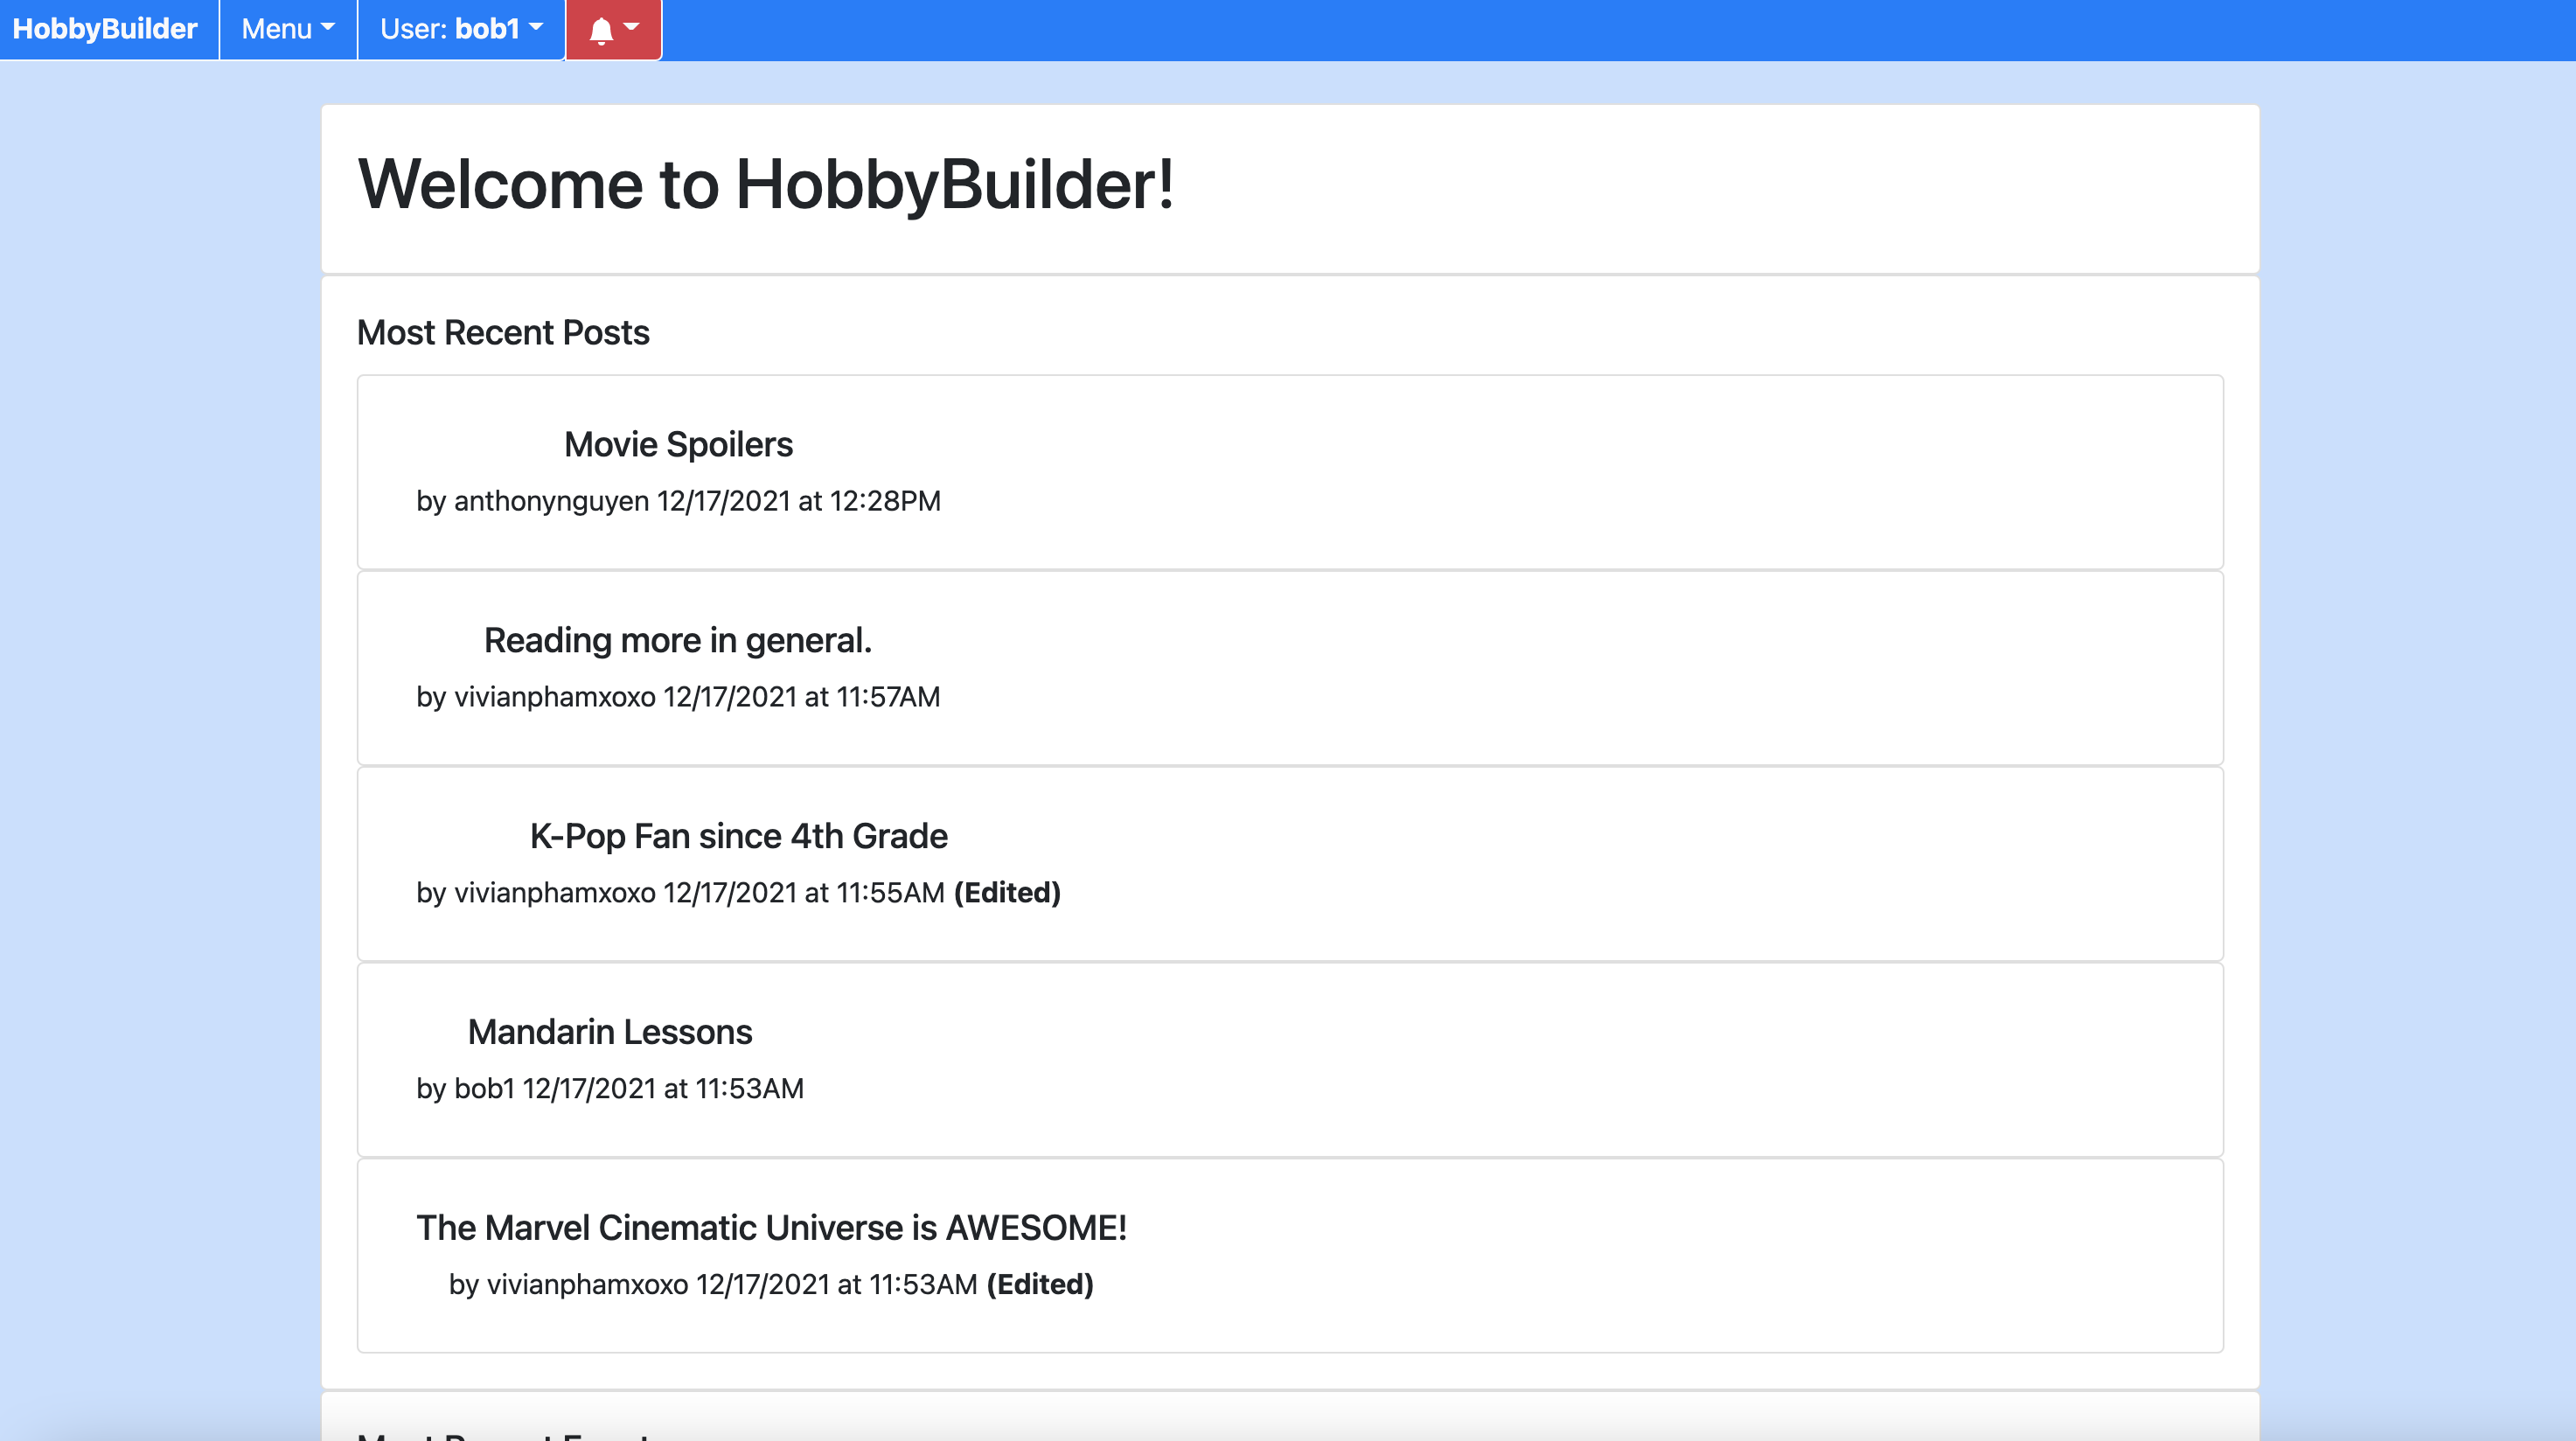 HobbyBuilder Menu User: bob1
Welcome to HobbyBuilder!
Most Recent Posts
Movie Spoilers
by anthonynguyen 12/17/2021 at 12:28PM
Reading more in general.
by vivianphamxoxo 12/17/2021 at 11:57AM
K-Pop Fan since 4th Grade
by vivianphamxoxo 12/17/2021 at 11:55AM (Edited)
Mandarin Lessons
by bob1 12/17/2021 at 11:53AM
The Marvel Cinematic Universe is AWESOME!
by vivianphamxoxo 12/17/2021 at 11:53AM (Edited)